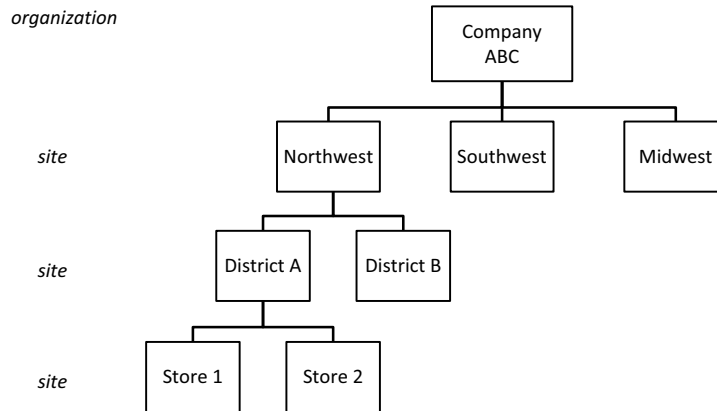 organization
Company
ABC
site
Northwest
Southwest
Midwest
site
District A
District B
site
Store 1
Store 2